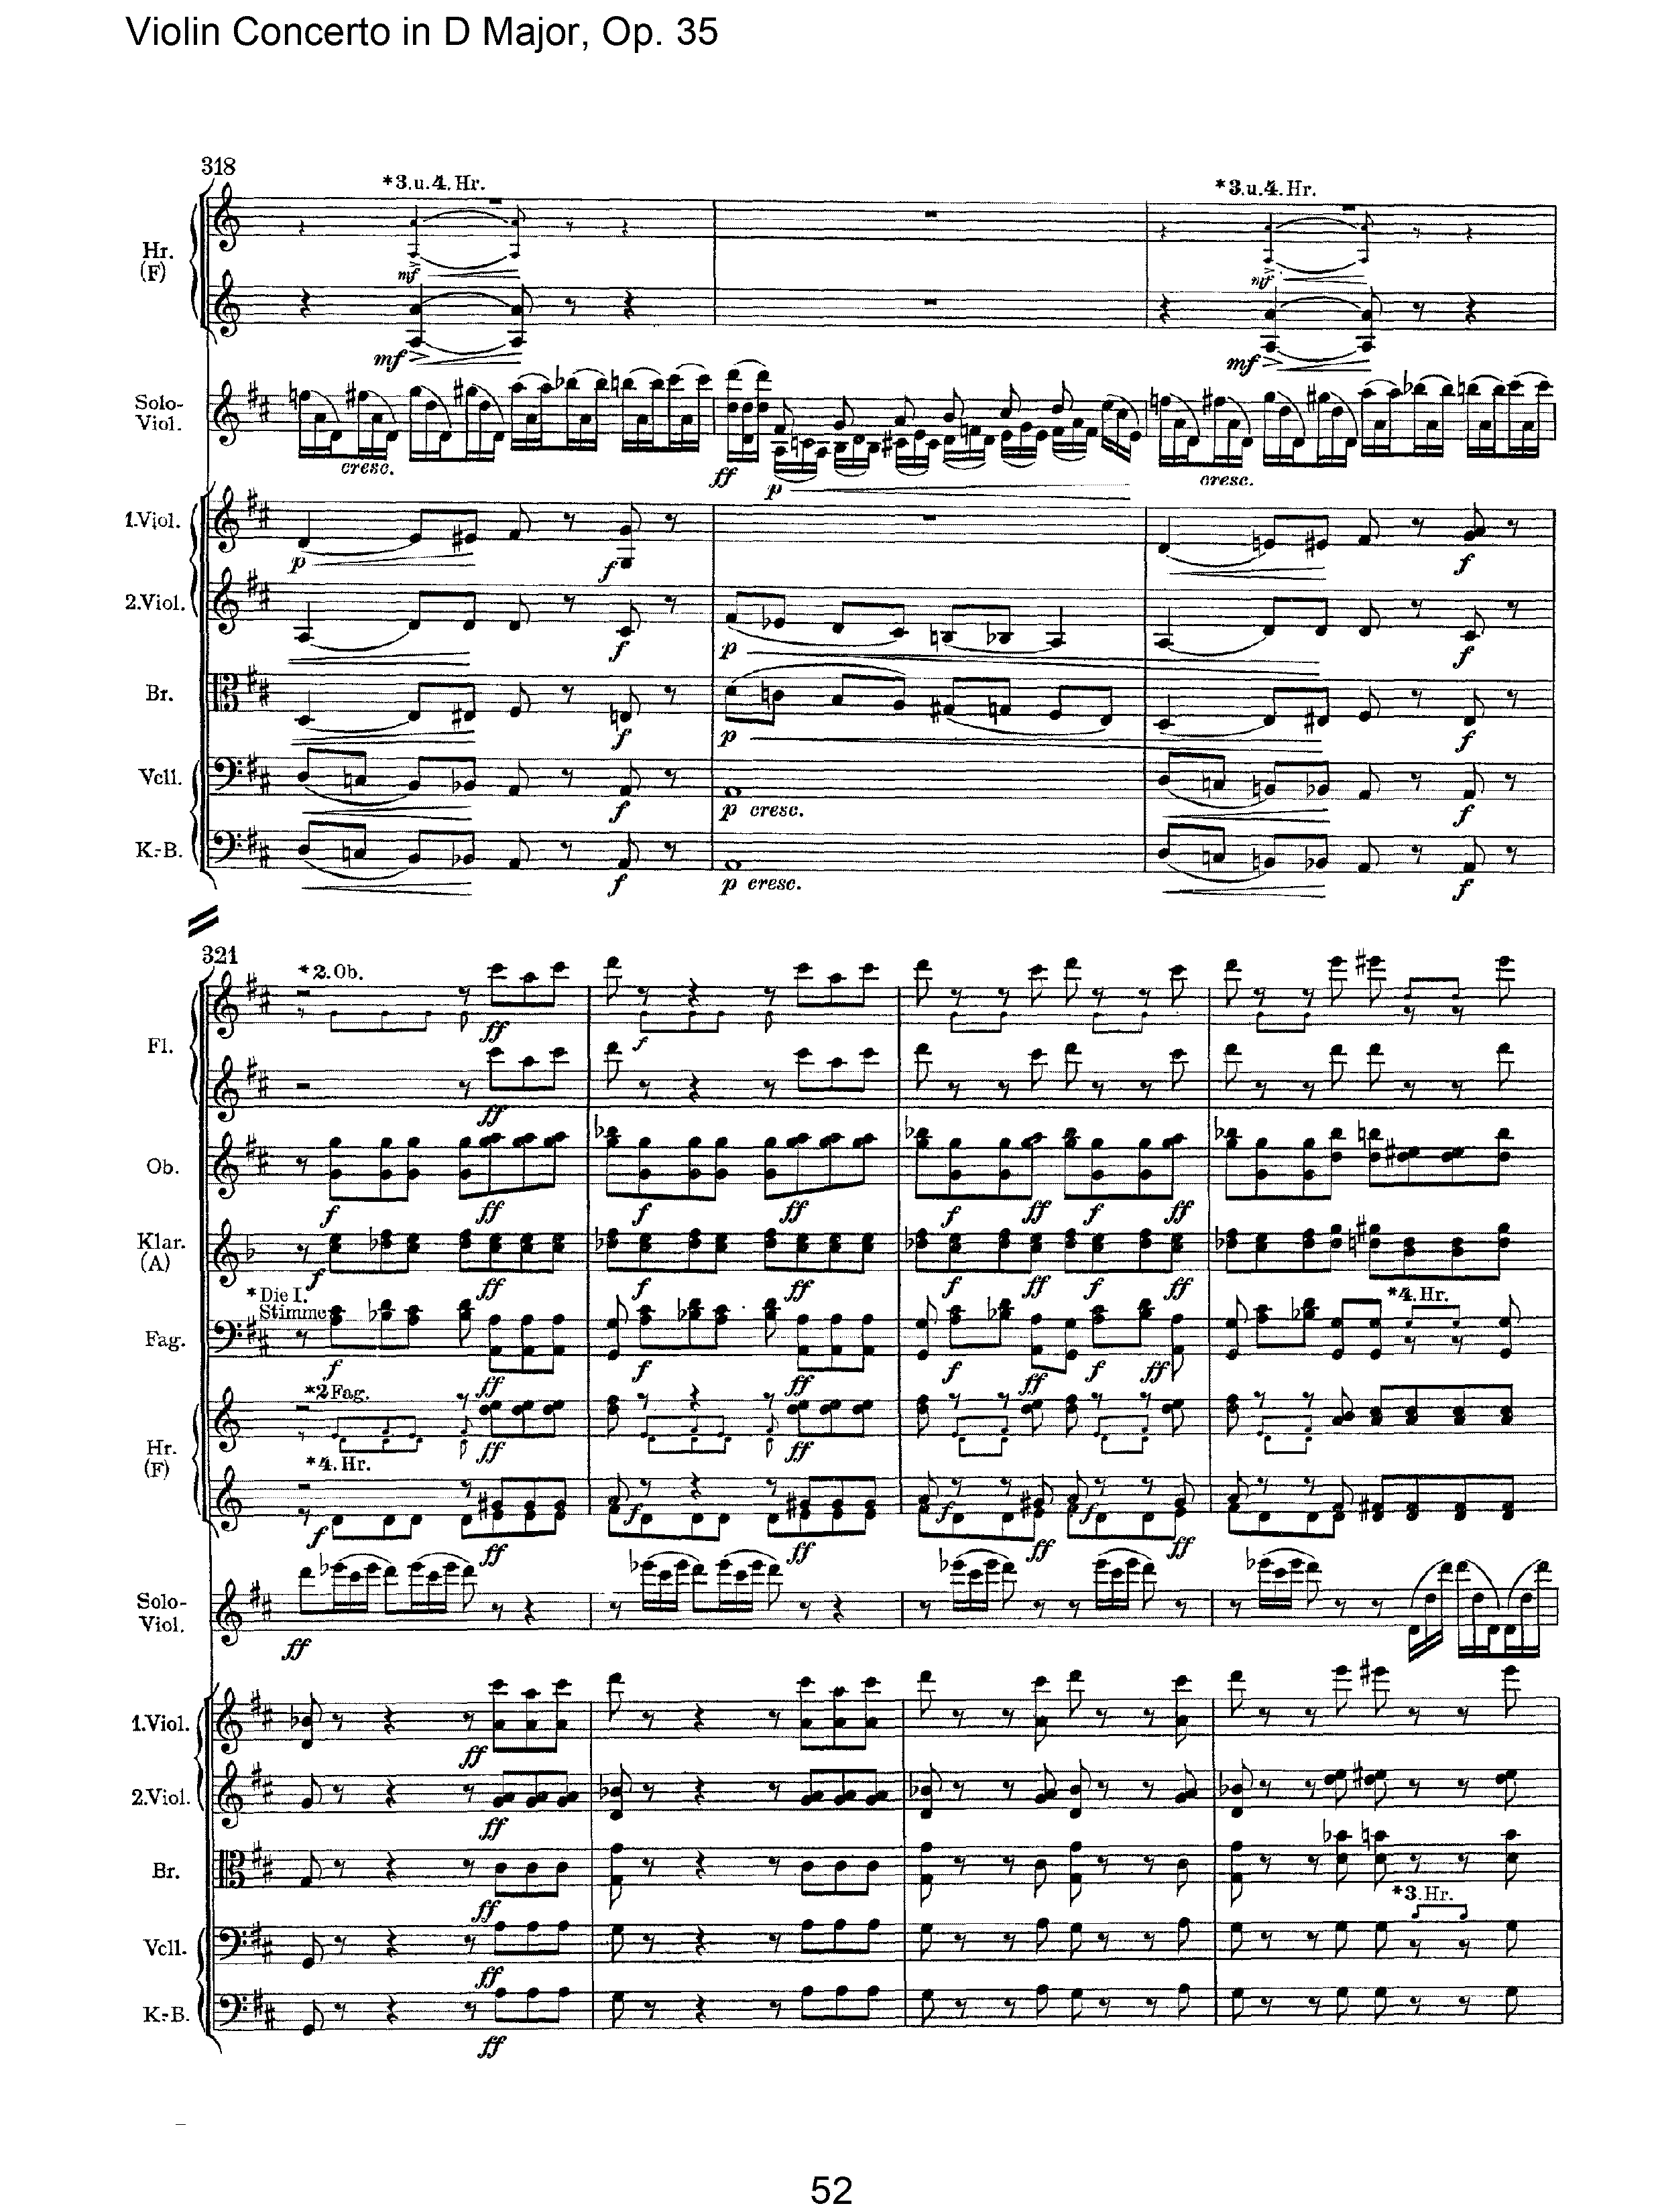 Violin Concerto in D Major, Op. 35
318
*3.u.4.Hr.
*3.u.4.Hr.
Hr.
(F)
mf
mf
mf
mf
Solo-
Viol.
cresc.
ff
p
cresc.
1.Viol.
p
f
f
2.Viol.
f
p
f
Br.
f
p
f
Vcll.
f
p cresc.
f
K.-B.
f
p cresc.
f
321
*2.Ob.
ff
f
Fl.
ff
Ob.
f
ff
f
ff
f
ff
f
ff
Klar.
(A)
f
ff
f
ff
f
ff
f
ff
*Die I.
Stimme
*4.Hr.
Fag.
f
ff
f
ff
f
ff
f
ff
*2Fag.
ff
ff
Hr.
(F)
*4.Hr.
f
ff
f
ff
f
ff
f
ff
Solo-
Viol.
ff
1.Viol.
ff
2.Viol.
ff
Br.
ff
*3.Hr.
Vcll.
ff
K.-B.
ff
52